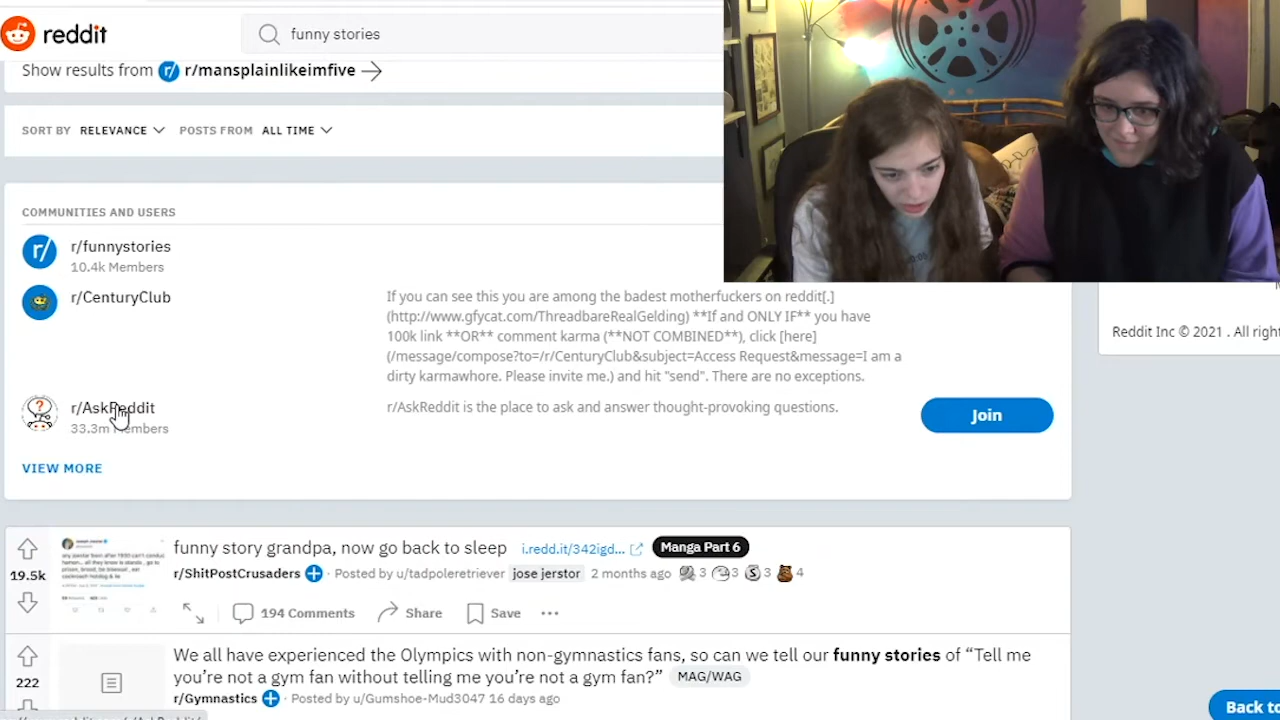 reddit
funny stories
Show results from r/mansplainlikeimfive
SORT BY RELEVANCE POSTS FROM ALL TIME
COMMUNITIES AND USERS
r/funnystories
10.4k Members
r/CenturyClub
If you can see this you are among the badest motherfuckers on reddit[.]
(http://www.gfycat.com/ThreadbareRealGelding) **If and ONLY IF** you have
100k link **OR** comment karma (**NOT COMBINED**), click [here]
(/message/compose?to=/r/CenturyClub&subject=Access Request&message=I am a
dirty karmawhore. Please invite me.) and hit "send". There are no exceptions.
r/AskReddit
33.3m Members
r/AskReddit is the place to ask and answer thought-provoking questions.
Join
VIEW MORE
Reddit Inc © 2021 . All righ
19.5k
funny story grandpa, now go back to sleep i.redd.it/342igd... Manga Part 6
r/ShitPostCrusaders · Posted by u/tadpoleretriever jose jerstor 2 months ago 3 3 3 4
194 Comments Share Save
222
We all have experienced the Olympics with non-gymnastics fans, so can we tell our funny stories of “Tell me
you’re not a gym fan without telling me you’re not a gym fan?” MAG/WAG
r/Gymnastics · Posted by u/Gumshoe-Mud3047 16 days ago
Back to